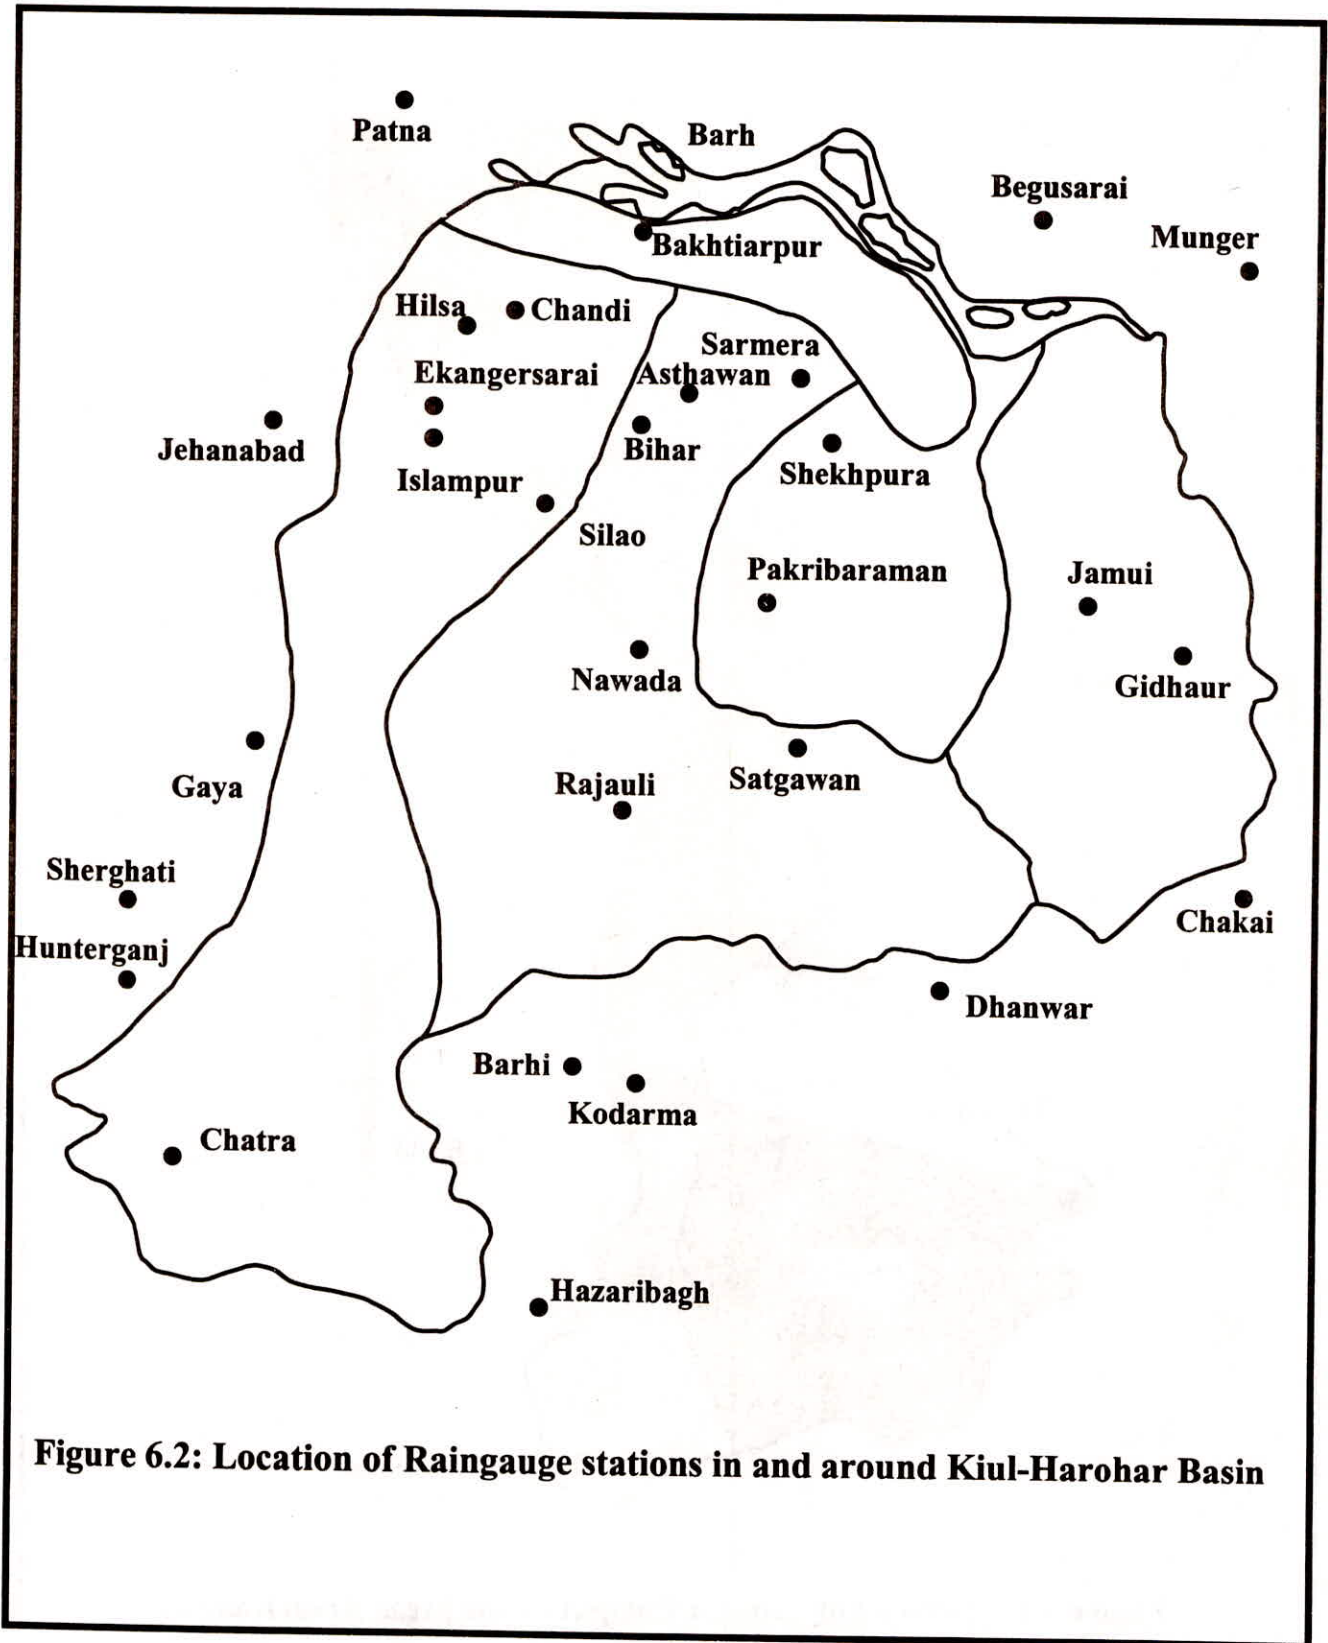 Patna
Barh
Begusarai
Munger
Bakhtiarpur
Hilsa
Chandi
Sarmera
Ekangersarai
Asthawan
Jehanabad
Bihar
Shekhpura
Islampur
Silao
Pakribaraman
Jamui
Nawada
Gidhaur
Gaya
Rajauli
Satgawan
Sherghati
Chakai
Hunterganj
Dhanwar
Barhi
Kodarma
Chatra
Hazaribagh
Figure 6.2: Location of Raingauge stations in and around Kiul-Harohar Basin